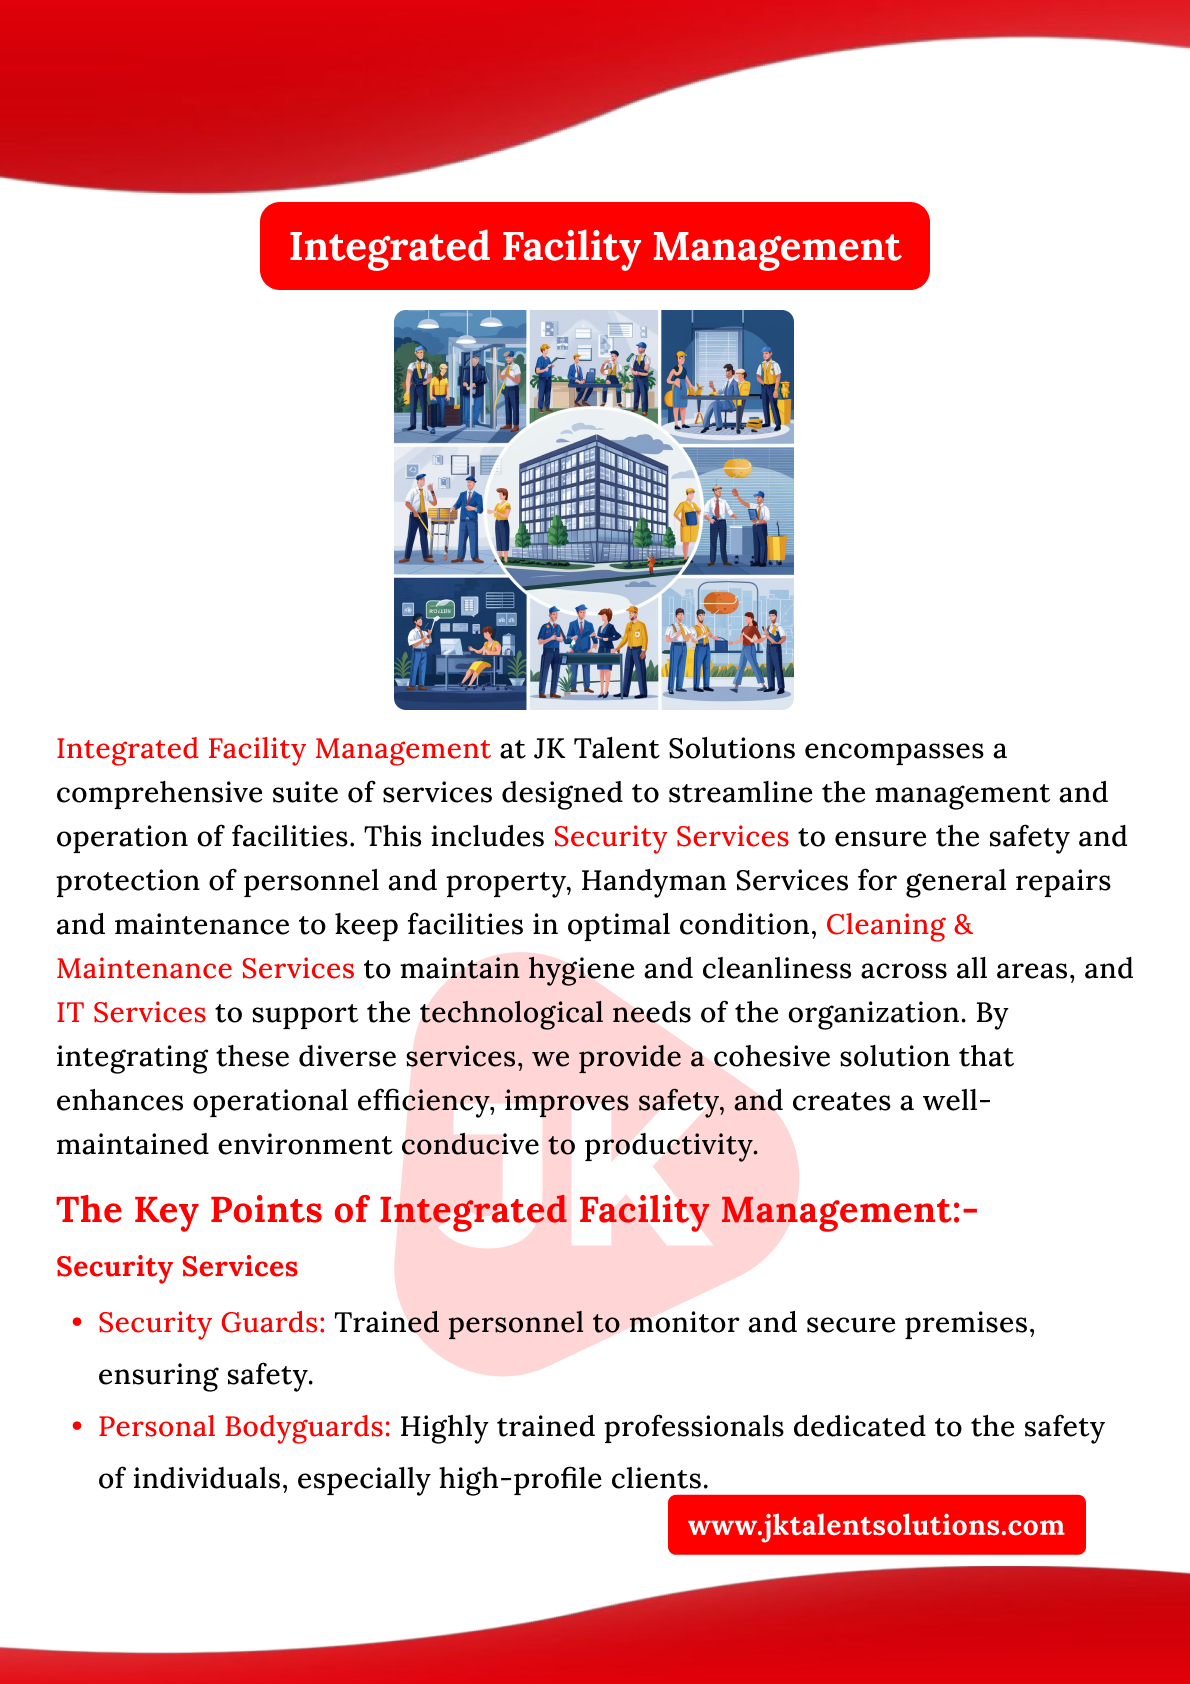 Integrated Facility Management
Integrated Facility Management at JK Talent Solutions encompasses a
comprehensive suite of services designed to streamline the management and
operation of facilities. This includes Security Services to ensure the safety and
protection of personnel and property, Handyman Services for general repairs
and maintenance to keep facilities in optimal condition, Cleaning &
Maintenance Services to maintain hygiene and cleanliness across all areas, and
IT Services to support the technological needs of the organization. By
integrating these diverse services, we provide a cohesive solution that
enhances operational efficiency, improves safety, and creates a well-
maintained environment conducive to productivity.
JK
The Key Points of Integrated Facility Management:-
Security Services
• Security Guards: Trained personnel to monitor and secure premises,
ensuring safety.
• Personal Bodyguards: Highly trained professionals dedicated to the safety
of individuals, especially high-profile clients.
www.jktalentsolutions.com